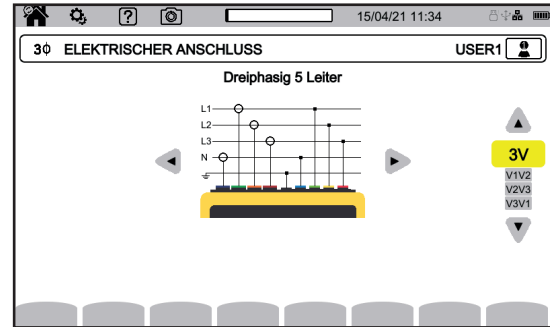 ?
15/04/21 11:34
3φ ELEKTRISCHER ANSCHLUSS
USER1
Dreiphasig 5 Leiter
L1
L2
L3
N
3V
V1V2
V2V3
V3V1